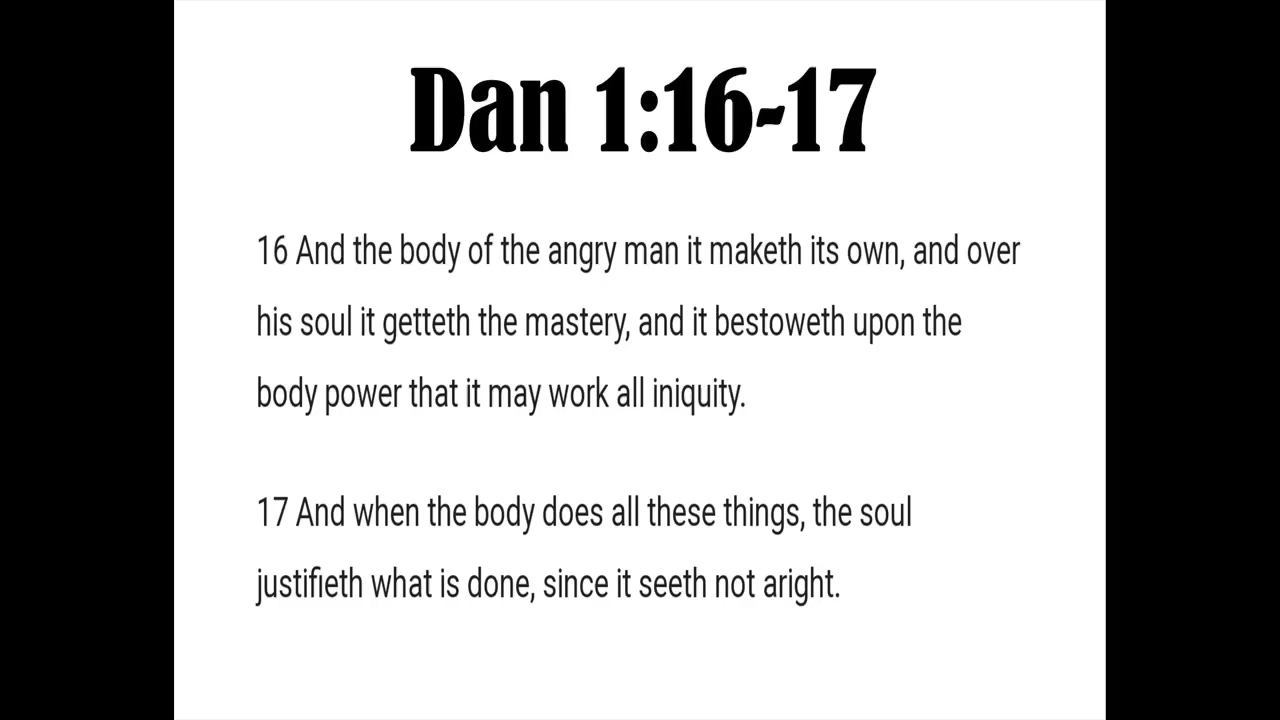 Dan 1:16-17
16 And the body of the angry man it maketh its own, and over
his soul it getteth the mastery, and it bestoweth upon the
body power that it may work all iniquity.
17 And when the body does all these things, the soul
justifieth what is done, since it seeth not aright.